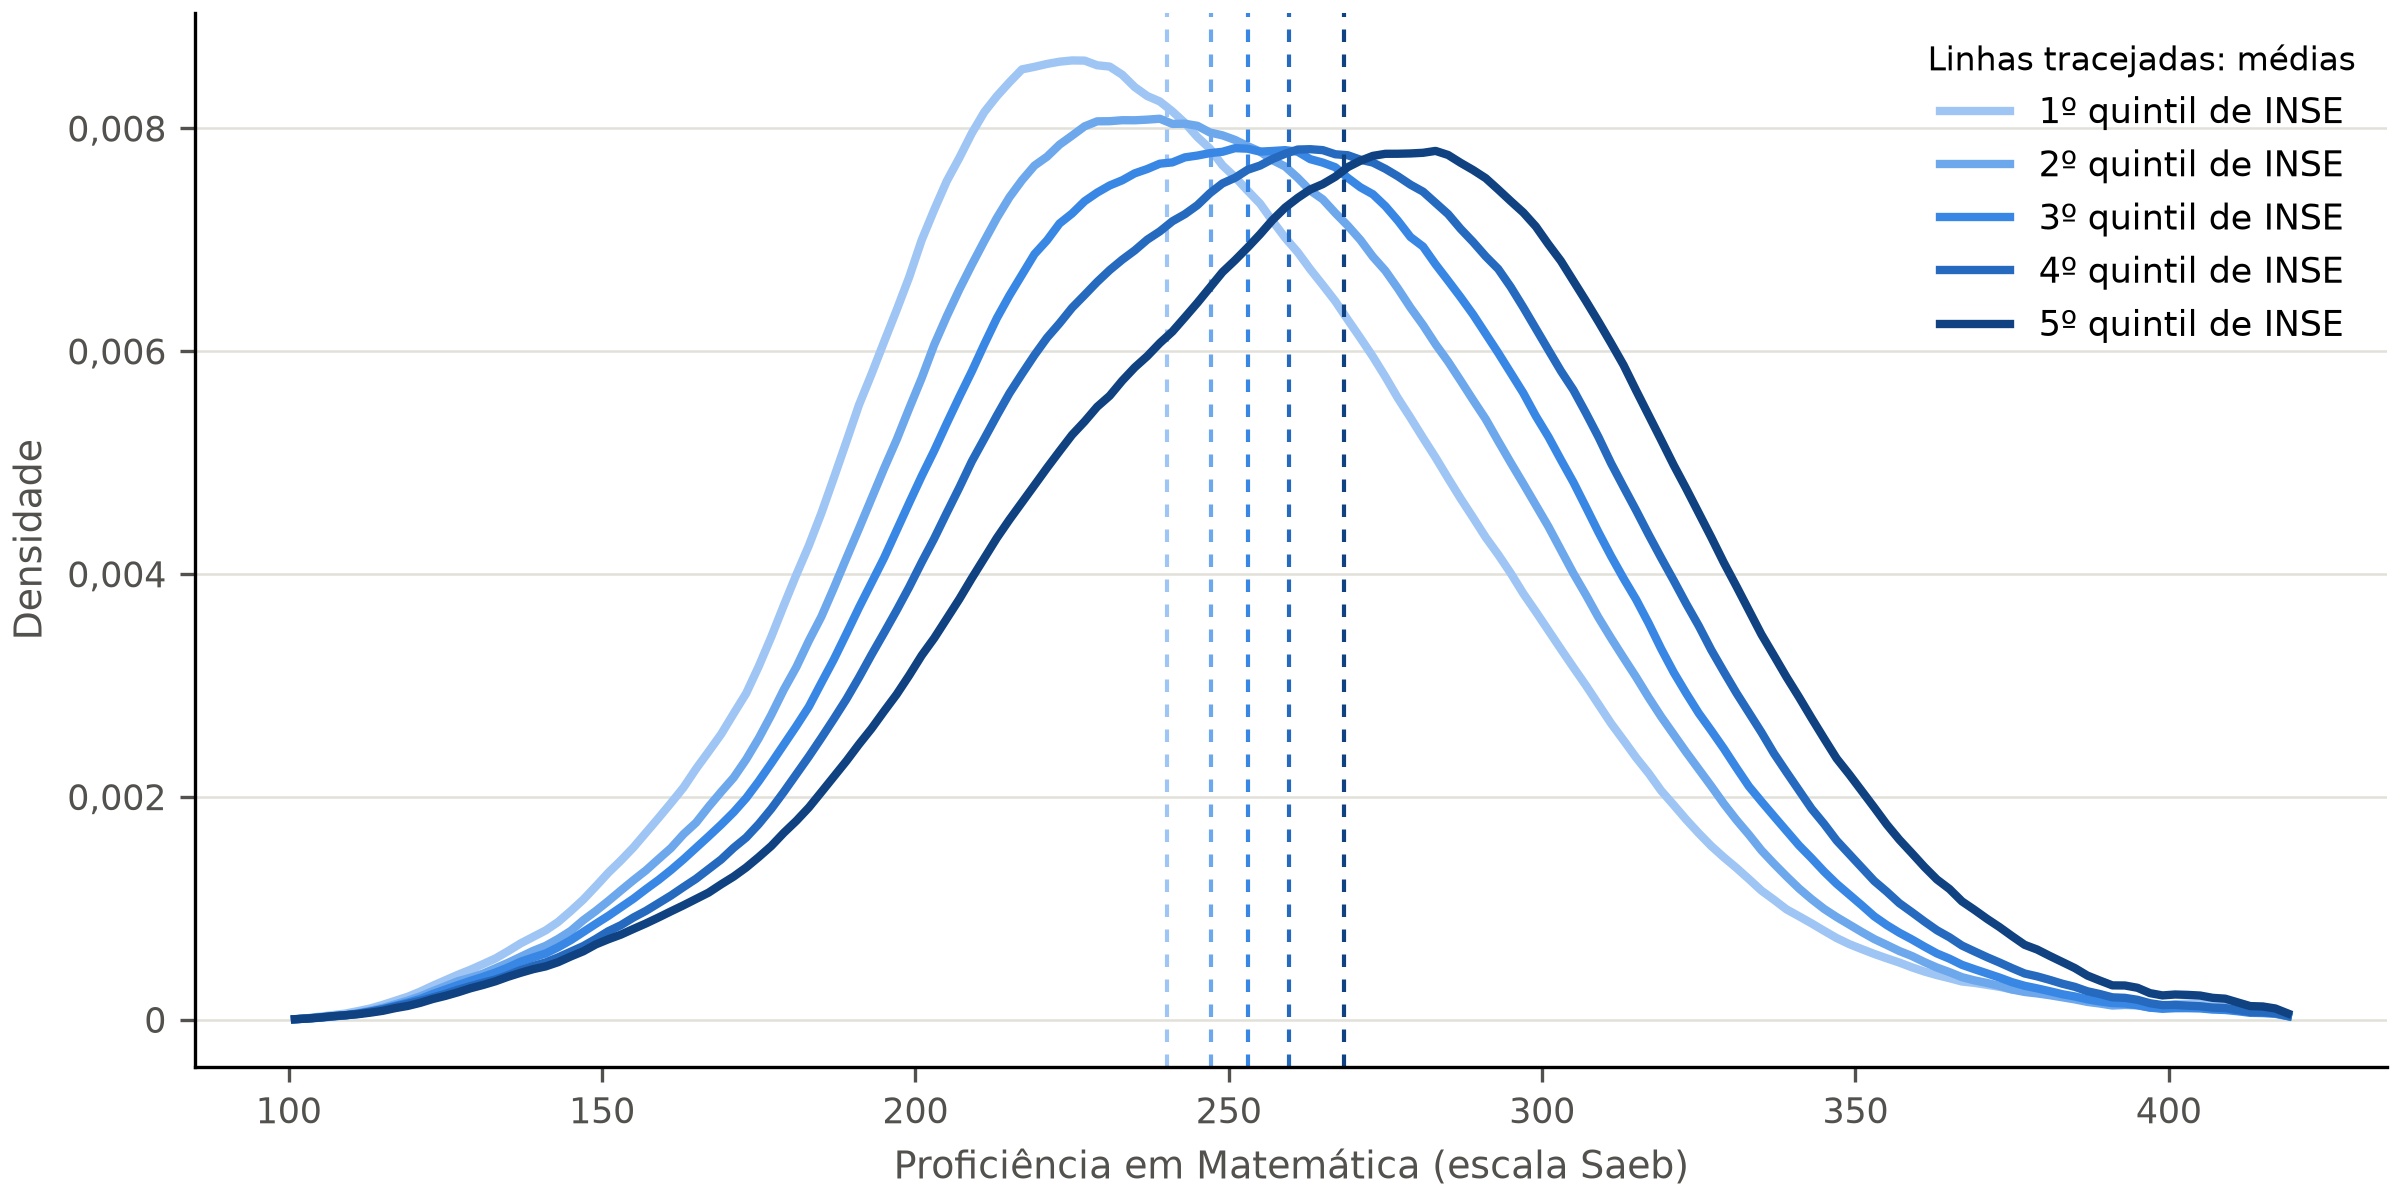 Linhas tracejadas: médias
1º quintil de INSE
2º quintil de INSE
3º quintil de INSE
4º quintil de INSE
5º quintil de INSE
Densidade
0,008
0,006
0,004
0,002
0
100 150 200 250 300 350 400
Proficiência em Matemática (escala Saeb)